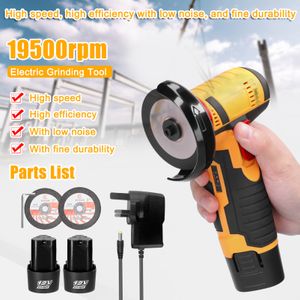 High speed, high efficiency with low noise, and fine durability
19500rpm
Electric Grinding Tool
High speed
High efficiency
With low noise
With fine durability
Parts List
12V
12V